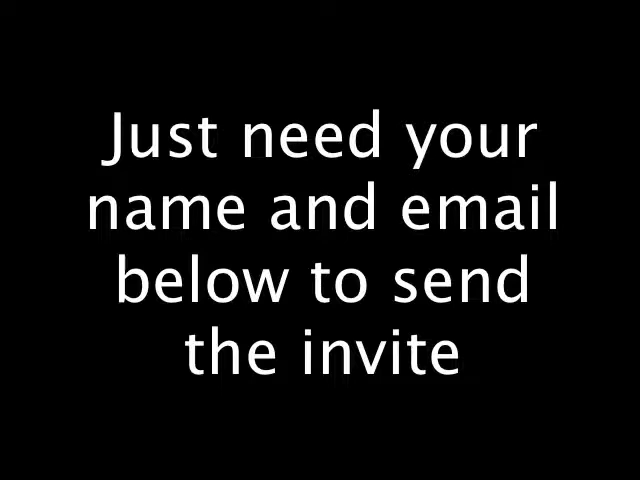 Just need your
name and email
below to send
the invite